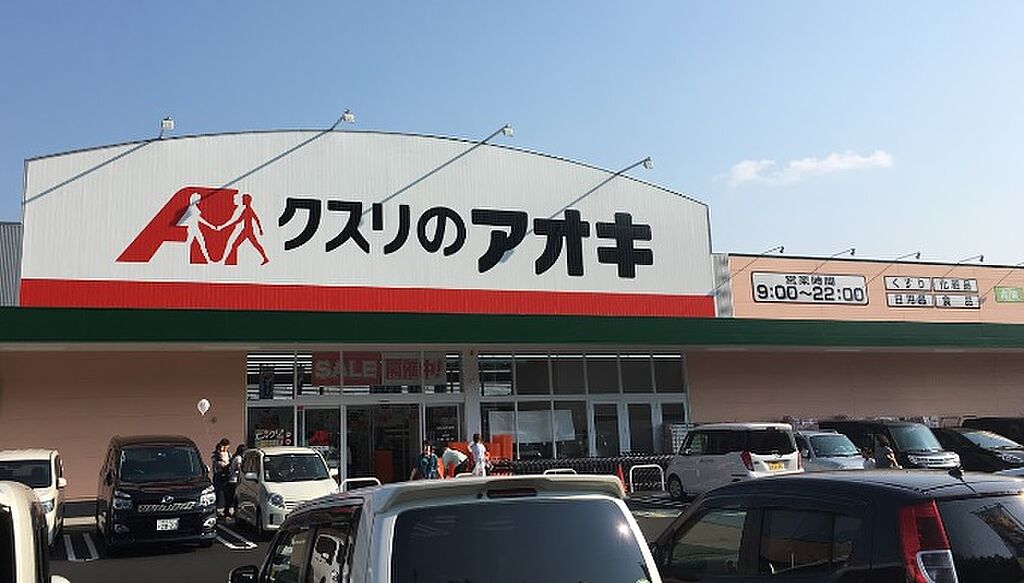 クスリのアオキ
営業時間
9:00～22:00
くすり 化粧品
日用品 食品
SALE 開催中!